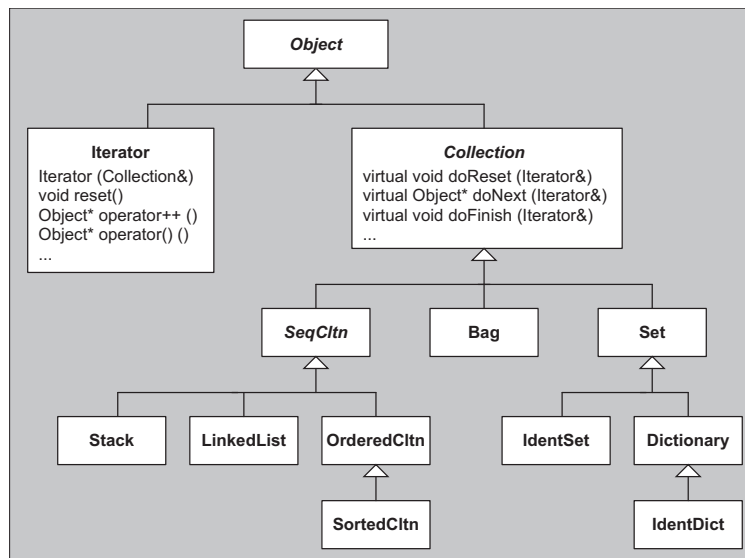 Object
Iterator
Iterator (Collection&)
void reset()
Object* operator++ ()
Object* operator() ()
...
Collection
virtual void doReset (Iterator&)
virtual Object* doNext (Iterator&)
virtual void doFinish (Iterator&)
...
SeqCltn
Bag
Set
Stack
LinkedList
OrderedCltn
IdentSet
Dictionary
SortedCltn
IdentDict